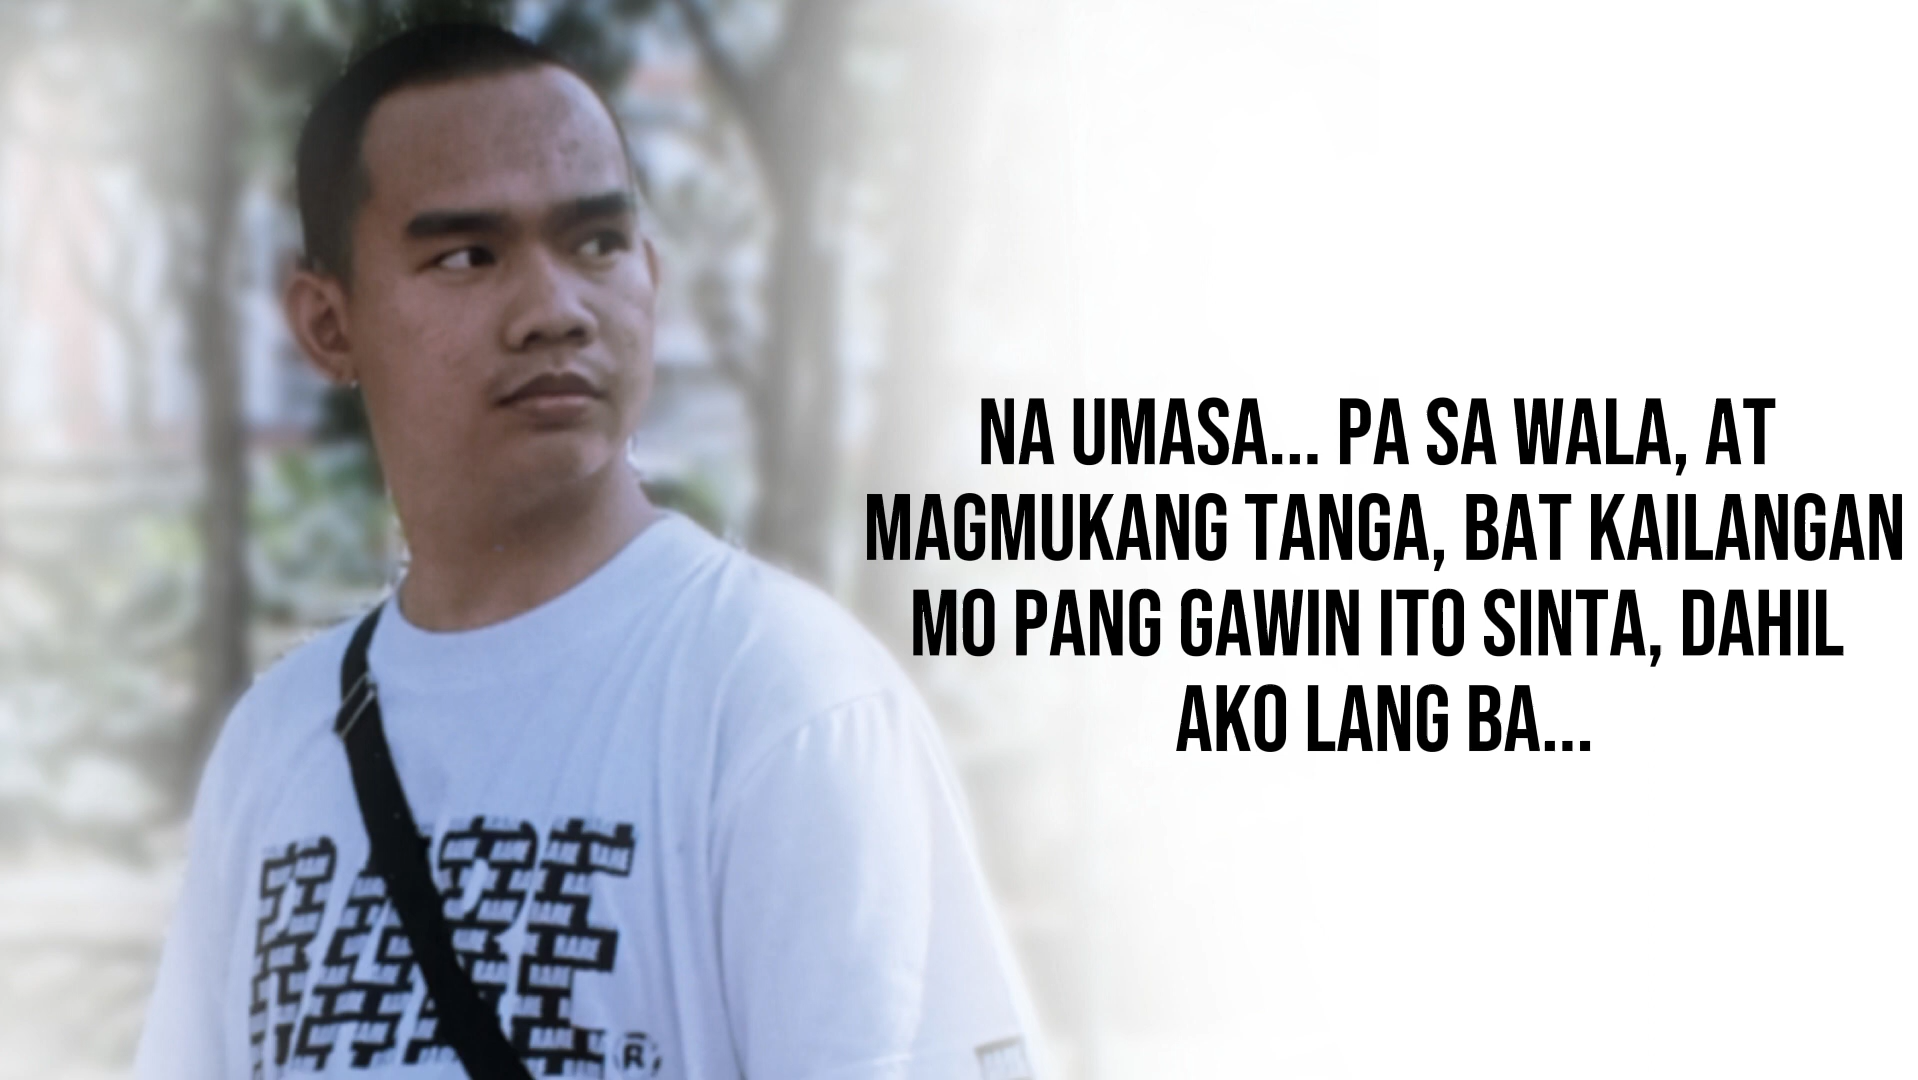 NA UMASA... PA SA WALA, AT
MAGMUKANG TANGA, BAT KAILANGAN
MO PANG GAWIN ITO SINTA, DAHIL
AKO LANG BA...
RARE
®